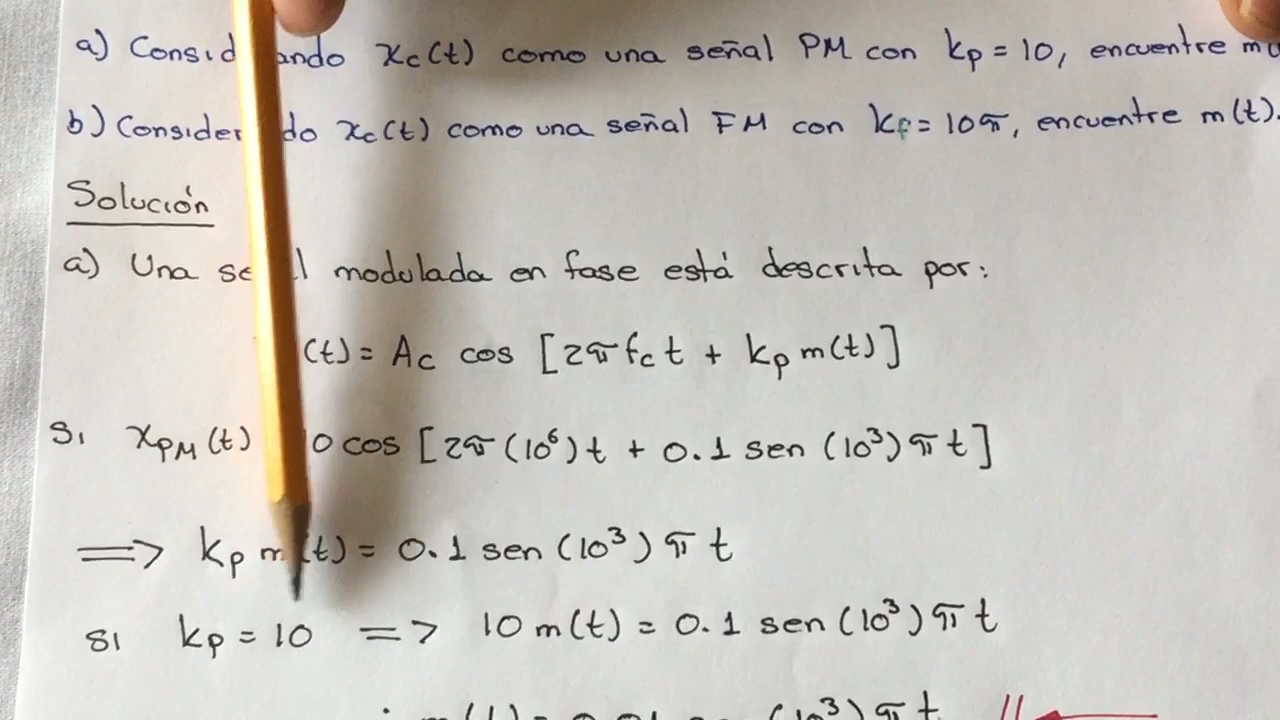 a) Consid ando xc(t) como una señal PM con kp = 10, encuentre
b) Consider do xc(t) como una señal FM con kf = 10π, encuentre m(t).
Solución
a) Una se l modulada en fase está descrita por:
(t) = Ac cos [2π fc t + kp m(t)]
Si xPM(t) 0 cos [2π (10⁶) t + 0.1 sen (10³) π t]
=> kp m(t) = 0.1 sen (10³) π t
si kp = 10 => 10 m(t) = 0.1 sen (10³) π t
(10³) π t